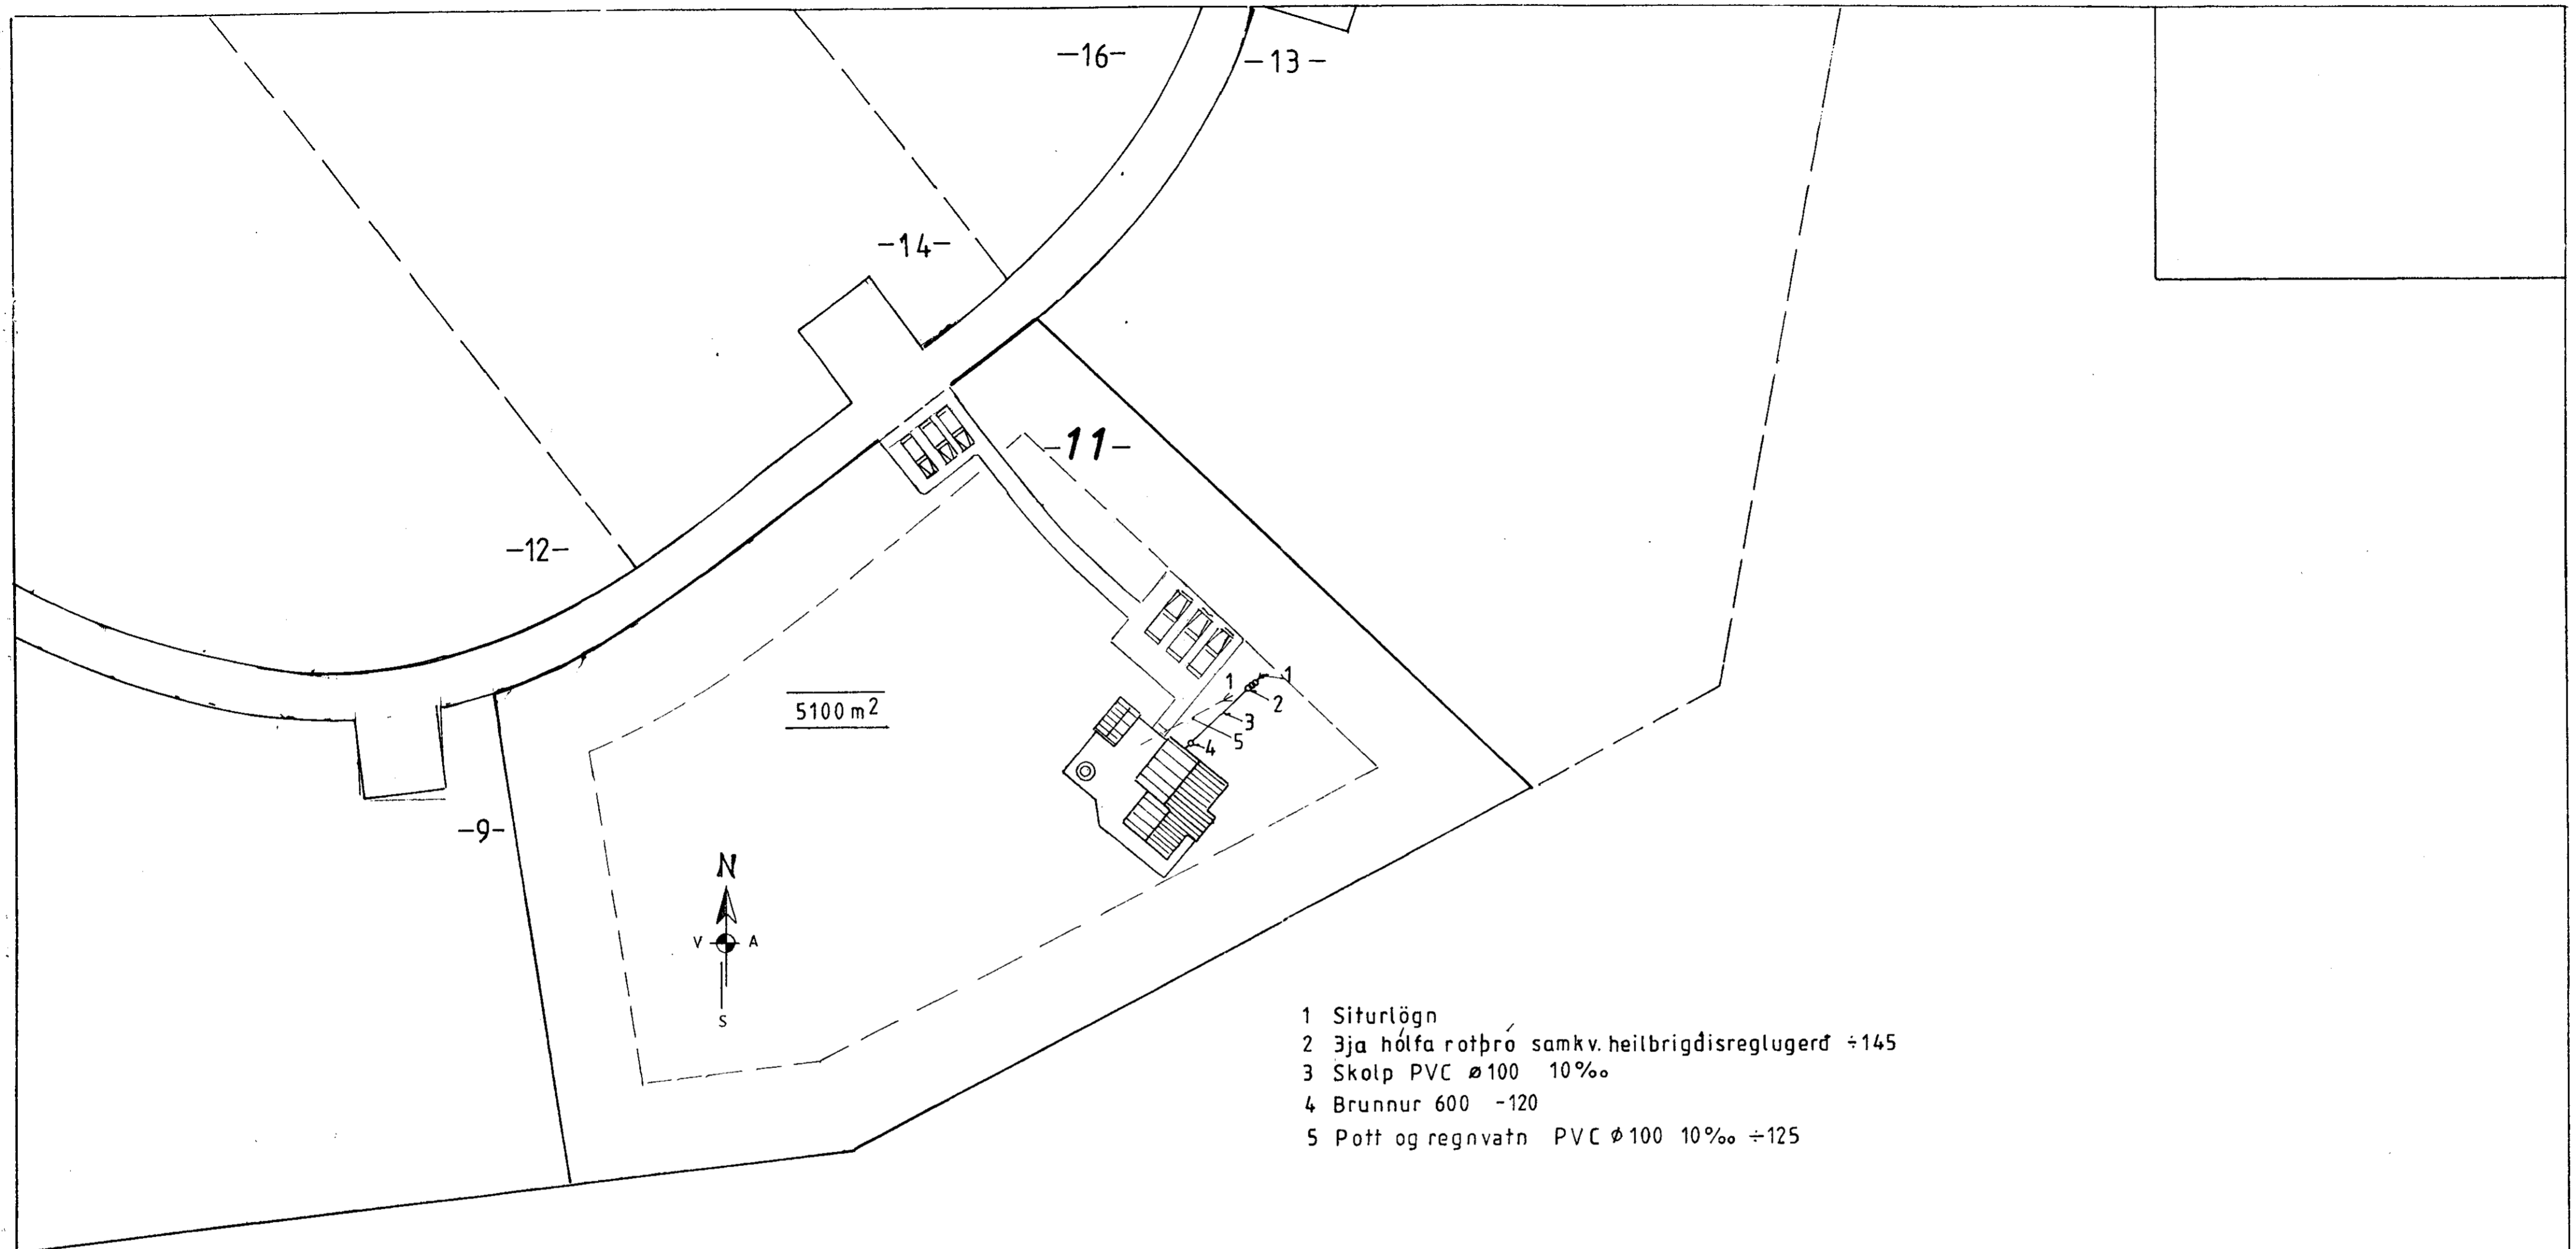 -16-
-13-
-14-
-11-
-12-
1
1
2
5100 m²
3
5
4
-9-
N
V A
S
1 Siturlögn
2 3ja hólfa rotþró samkv. heilbrigðisreglugerð ÷145
3 Skolp PVC ø100 10‰
4 Brunnur 600 -120
5 Pott og regnvatn PVC ø100 10‰ ÷125